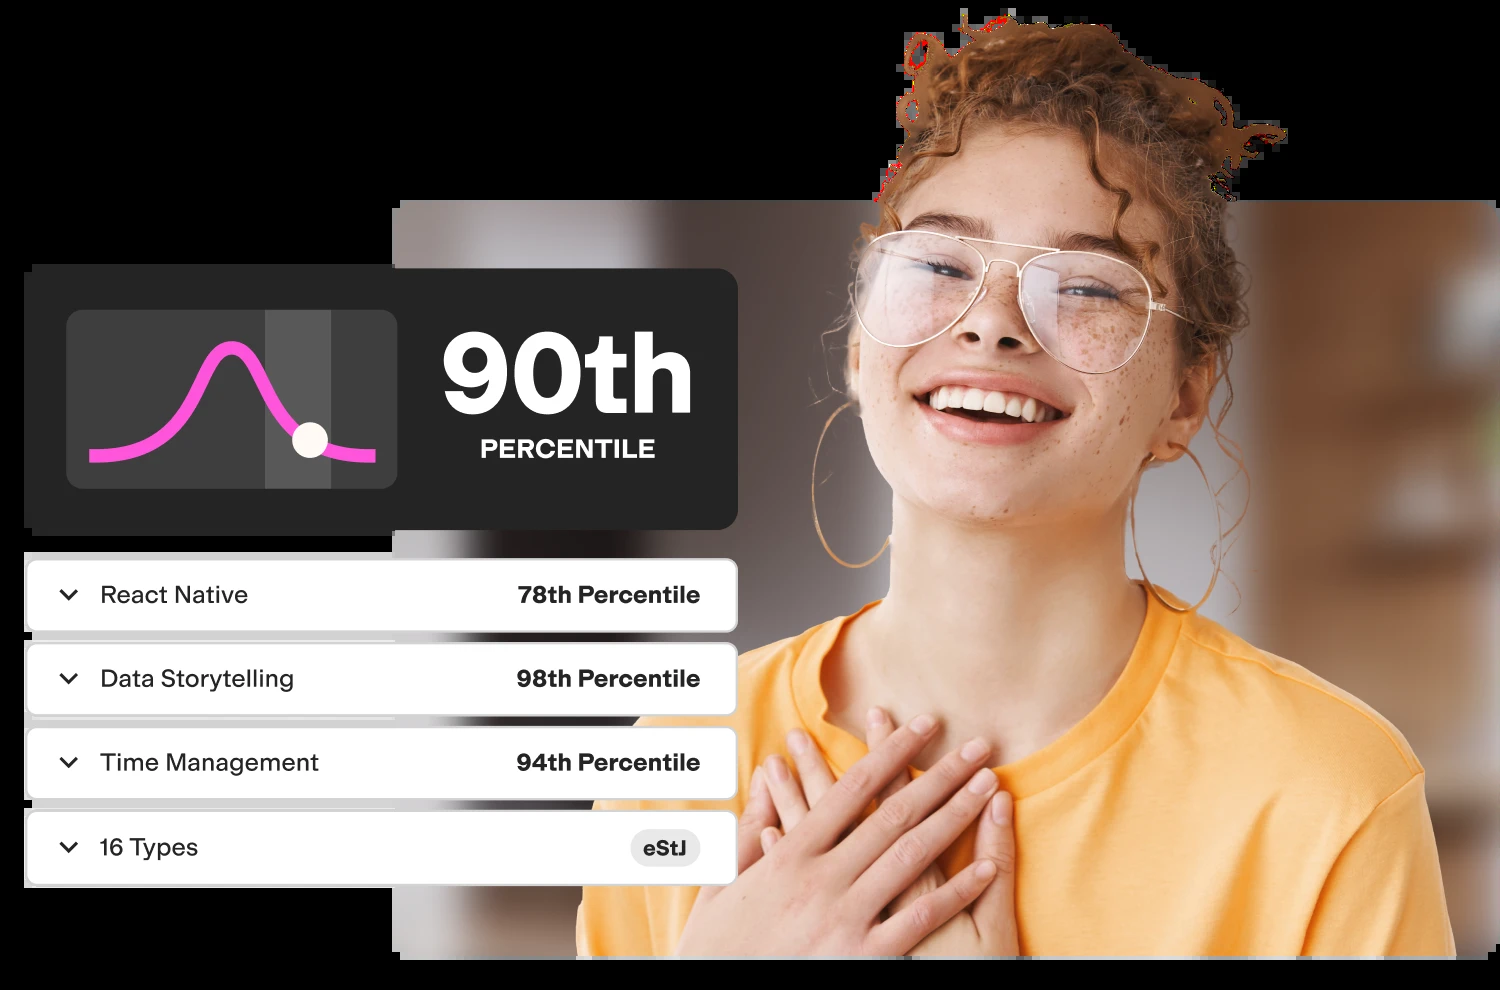 90th
PERCENTILE
React Native 78th Percentile
Data Storytelling 98th Percentile
Time Management 94th Percentile
16 Types eStJ